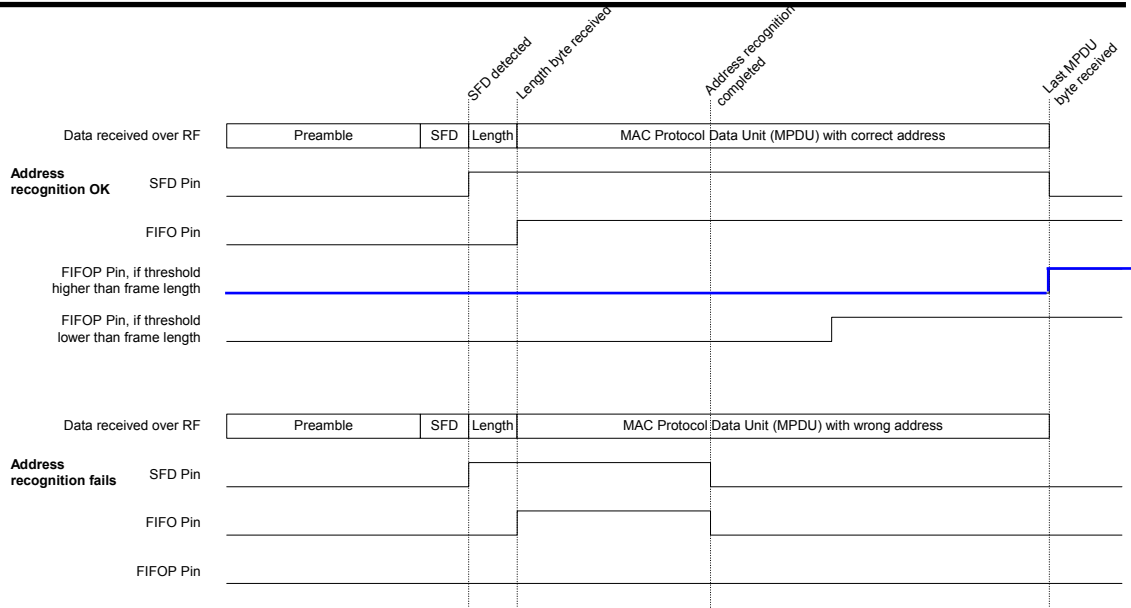 SFD detected
Length byte received
Address recognition
completed
Last MPDU
byte received
Data received over RF
Preamble
SFD
Length
MAC Protocol Data Unit (MPDU) with correct address
Address
recognition OK
SFD Pin
FIFO Pin
FIFOP Pin, if threshold
higher than frame length
FIFOP Pin, if threshold
lower than frame length
Data received over RF
Preamble
SFD
Length
MAC Protocol Data Unit (MPDU) with wrong address
Address
recognition fails
SFD Pin
FIFO Pin
FIFOP Pin